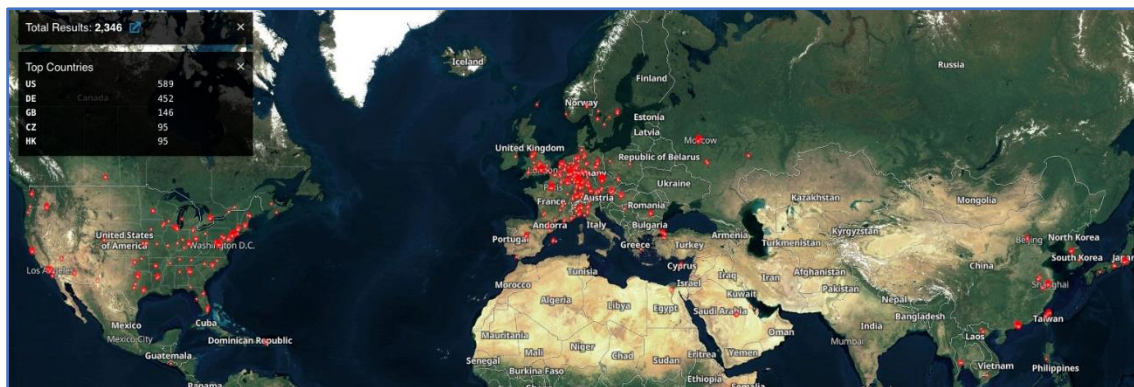 Total Results: 2,346 ×
Top Countries ×
US 589
DE 452
GB 146
CZ 95
HK 95
Canada
Iceland
Norway
Finland
Russia
Estonia
Latvia
Moscow
United Kingdom
London
Republic of Belarus
Ukraine
Kazakhstan
Mongolia
France
Austria
Romania
Andorra
Italy
Bulgaria
Portugal
Greece
Turkey
Armenia
Turkmenistan
Kyrgyzstan
Beijing
North Korea
South Korea
United States
of America
Washington D.C.
Los Angeles
Tunisia
Cyprus
Israel
Iraq
Iran
Afghanistan
Pakistan
China
Shanghai
Morocco
Algeria
Libya
Egypt
Kuwait
Saudi Arabia
Nepal
Bangladesh
Taiwan
Mexico
Mexico City
Cuba
Dominican Republic
Mauritania
Mali
Niger
Chad
Sudan
Eritrea
Yemen
Oman
India
Mumbai
Laos
Vietnam
Philippines
Guatemala
Panama
Senegal
Burkina Faso
Ethiopia
Somalia